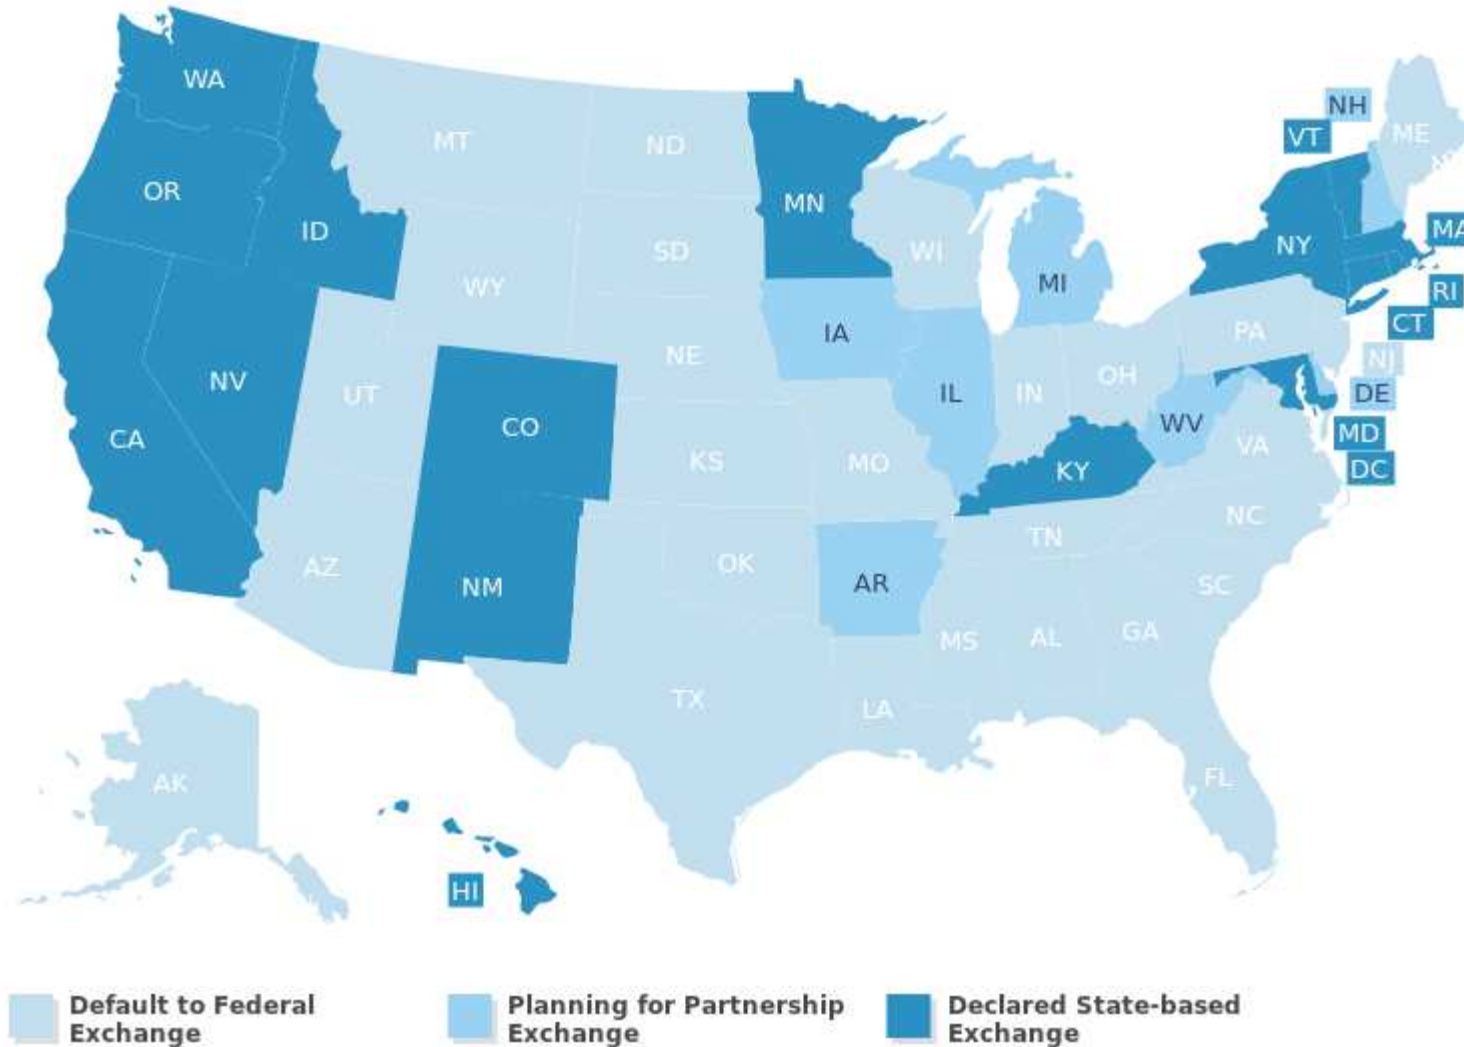 WA
NH
VT
MT
ND
ME
OR
MN
ID
SD
WI
NY
MA
WY
MI
RI
IA
CT
PA
NE
NJ
NV
UT
IL
IN
OH
DE
CA
CO
WV
MD
VA
KS
MO
KY
DC
NC
TN
AZ
OK
NM
AR
SC
MS
AL
GA
TX
LA
AK
FL
HI
Default to Federal
Exchange
Planning for Partnership
Exchange
Declared State-based
Exchange